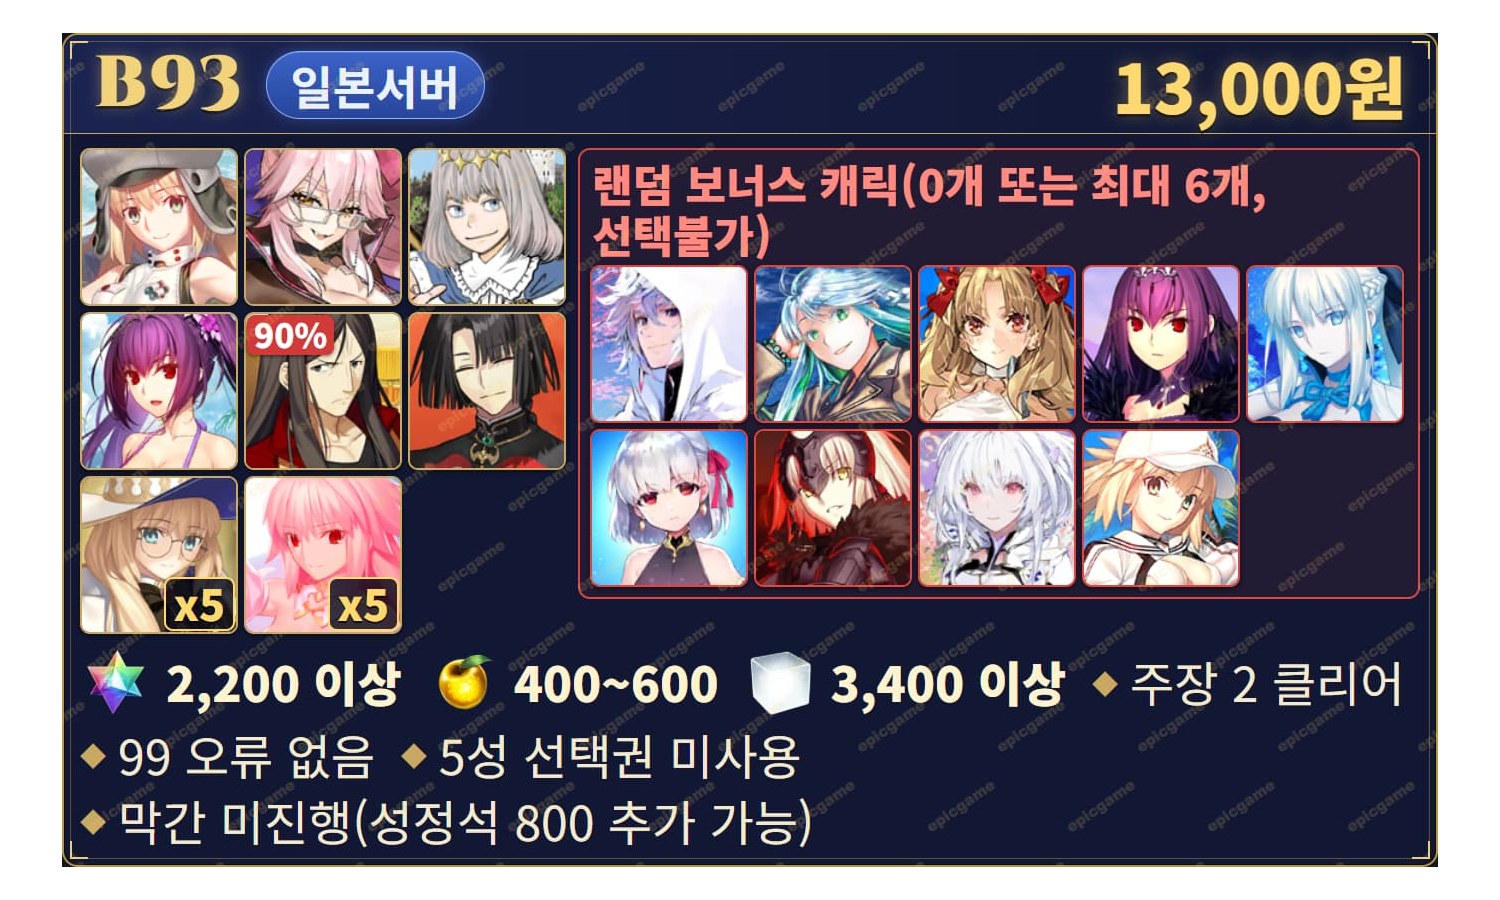 B93 일본서버 13,000원
랜덤 보너스 캐릭(0개 또는 최대 6개,
선택불가)
90%
x5 x5
2,200 이상 400~600 3,400 이상 ◆ 주장 2 클리어
◆ 99 오류 없음 ◆ 5성 선택권 미사용
◆ 막간 미진행(성정석 800 추가 가능)
epicgame